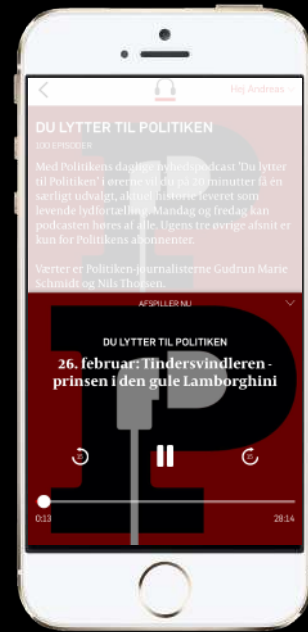 Hej Andreas
DU LYTTER TIL POLITIKEN
100 EPISODER
Med Politikens daglige nyhedspodcast "Du lytter
til Politiken" i ørerne vil du på 20 minutter få én
særligt udvalgt, aktuel historie leveret som
levende lydfortælling. Mandag og fredag kan
podcasten høres af alle. Ugens tre øvrige afsnit er
kun for Politikens abonnenter.
Værter er Politiken-journalisterne Gudrun Marie
Schmidt og Nils Thorsen.
AFSPILLER NU
DU LYTTER TIL POLITIKEN
26. februar: Tindersvindleren -
prinsen i den gule Lamborghini
15
15
0:13
28:14